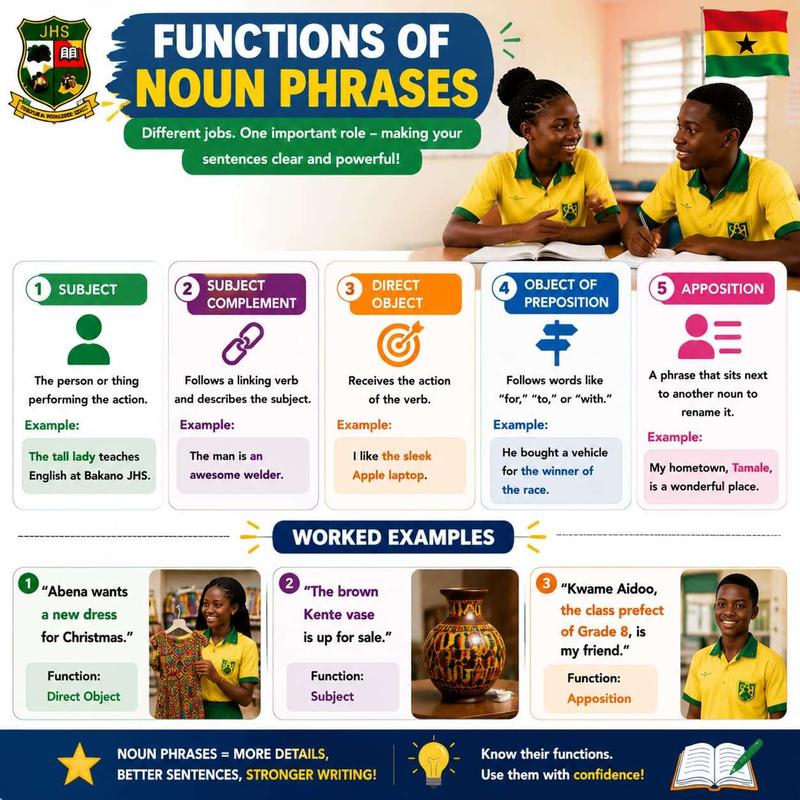 JHS
FUNCTIONS OF
NOUN PHRASES
Different jobs. One important role – making your
sentences clear and powerful!
1 SUBJECT
The person or thing
performing the action.
Example:
The tall lady teaches
English at Bakano JHS.
2 SUBJECT
COMPLEMENT
Follows a linking verb
and describes the subject.
Example:
The man is an
awesome welder.
3 DIRECT
OBJECT
Receives the action
of the verb.
Example:
I like the sleek
Apple laptop.
4 OBJECT OF
PREPOSITION
Follows words like
“for,” “to,” or “with.”
Example:
He bought a vehicle
for the winner of
the race.
5 APPOSITION
A phrase that sits next
to another noun to
rename it.
Example:
My hometown, Tamale,
is a wonderful place.
WORKED EXAMPLES
1 “Abena wants
a new dress
for Christmas.”
Function:
Direct Object
2 “The brown
Kente vase
is up for sale.”
Function:
Subject
3 “Kwame Aidoo,
the class prefect
of Grade 8, is
my friend.”
Function:
Apposition
NOUN PHRASES = MORE DETAILS,
BETTER SENTENCES, STRONGER WRITING!
Know their functions.
Use them with confidence!